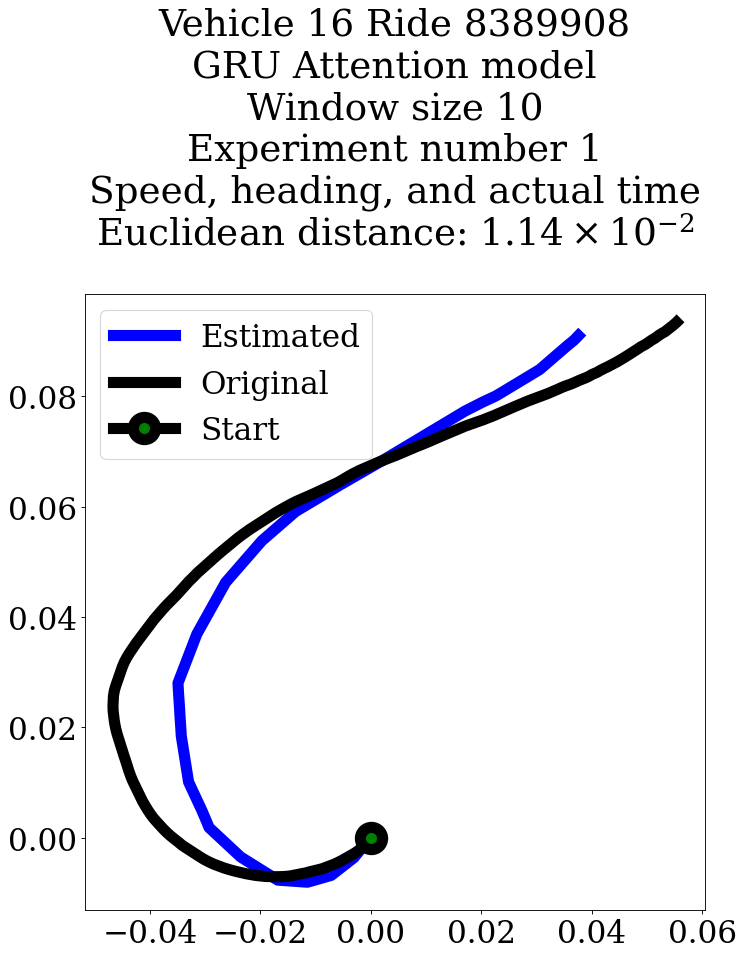 Vehicle 16 Ride 8389908
GRU Attention model
Window size 10
Experiment number 1
Speed, heading, and actual time
Euclidean distance: 1.14 × 10⁻²
Estimated
Original
Start
0.08
0.06
0.04
0.02
0.00
−0.04 −0.02 0.00 0.02 0.04 0.06